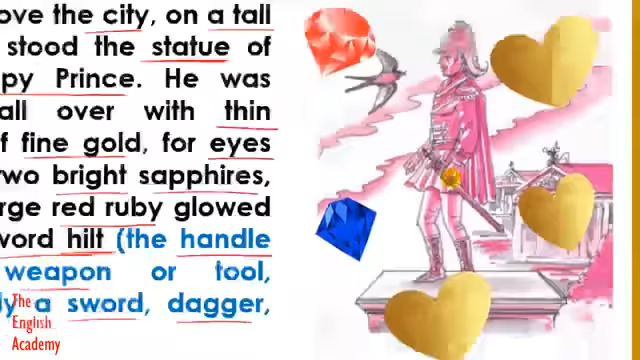 ove the city, on a tall
stood the statue of
py Prince. He was
all over with thin
f fine gold, for eyes
two bright sapphires,
rge red ruby glowed
word hilt (the handle
weapon or tool,
ly a sword, dagger,
The
English
Academy